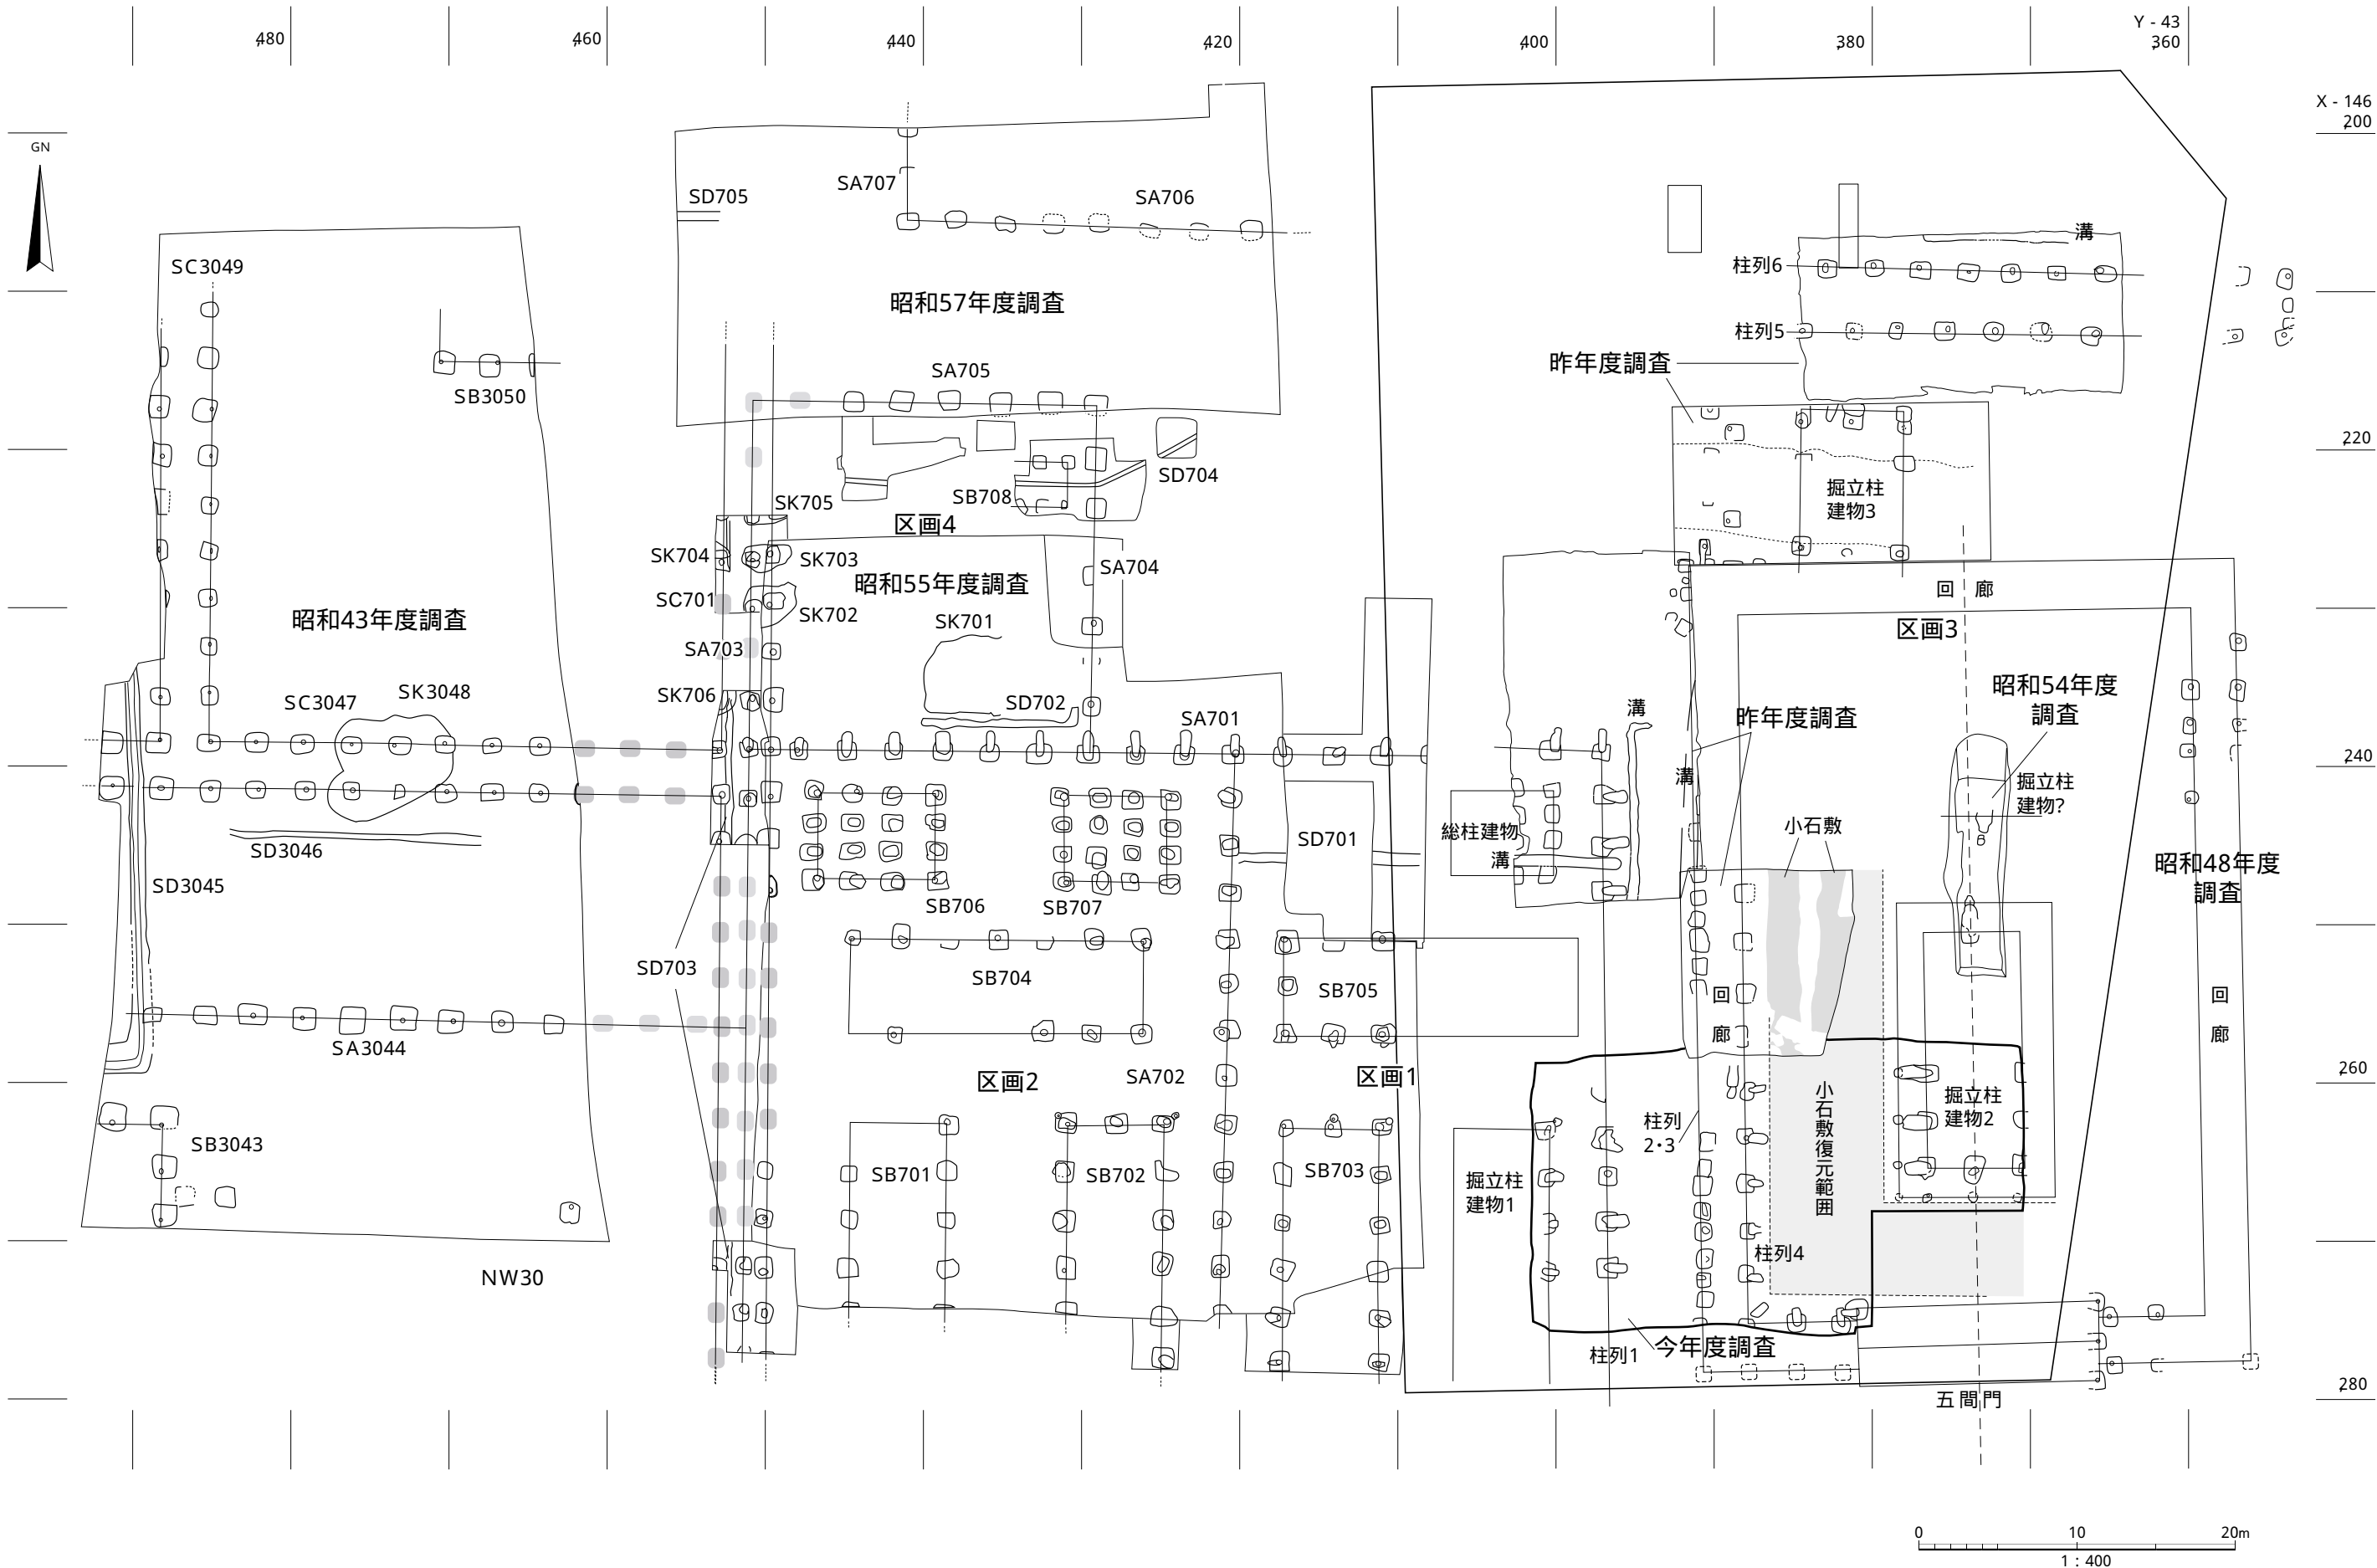 Y - 43
,480
,460
,440
,420
,400
,380
,360
X - 146
,200
GN
SA707
SD705
SA706
溝
柱列6
SC3049
昭和57年度調査
柱列5
昨年度調査
SA705
SB3050
,220
SD704
掘立柱
建物3
SB708
SK705
区画4
SK704
SK703
SA704
昭和55年度調査
回 廊
SC701
SK702
昭和43年度調査
SK701
区画3
SA703
昭和54年度
調査
SK706
SK3048
SC3047
SD702
溝
昨年度調査
SA701
,240
溝
掘立柱
建物?
小石敷
総柱建物
SD701
SD3046
溝
昭和48年度
調査
SD3045
SB706
SB707
SD703
SB704
SB705
回
廊
回
廊
SA3044
区画2
SA702
区画1
,260
小石敷復元範囲
掘立柱
建物2
柱列
2・3
SB3043
SB701
SB702
SB703
掘立柱
建物1
柱列4
NW30
柱列1
今年度調査
,280
五間門
0
10
20m
1 : 400